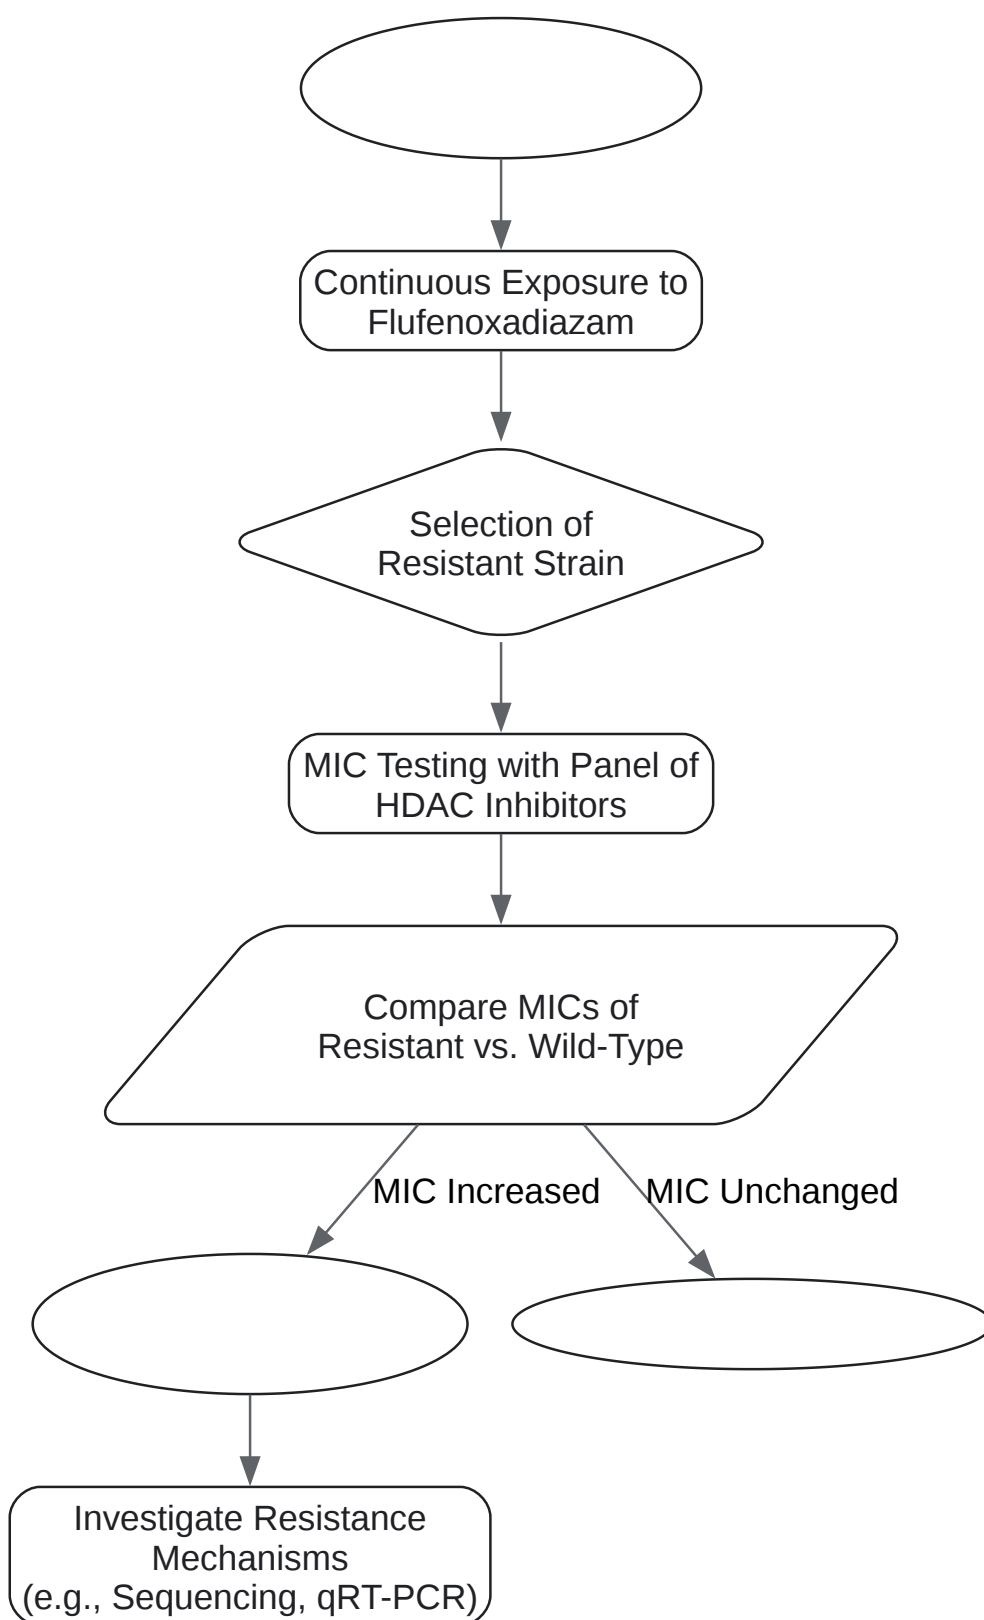 Continuous Exposure to
Flufenoxadiazam
Selection of
Resistant Strain
MIC Testing with Panel of
HDAC Inhibitors
Compare MICs of
Resistant vs. Wild-Type
MIC Increased
MIC Unchanged
Investigate Resistance
Mechanisms
(e.g., Sequencing, qRT-PCR)